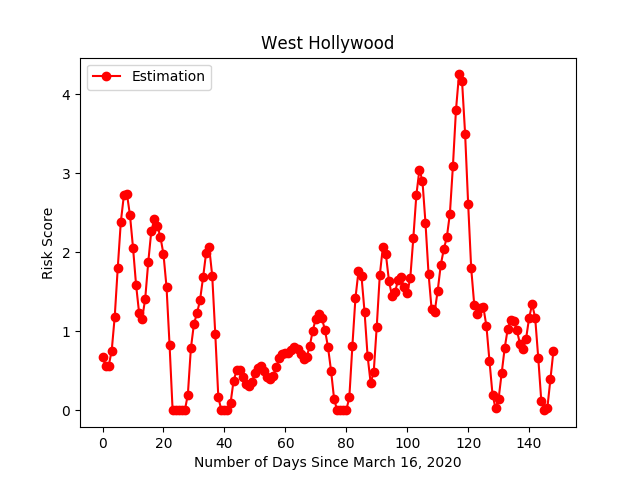 West Hollywood
Estimation
Risk Score
4
3
2
1
0
0 20 40 60 80 100 120 140
Number of Days Since March 16, 2020